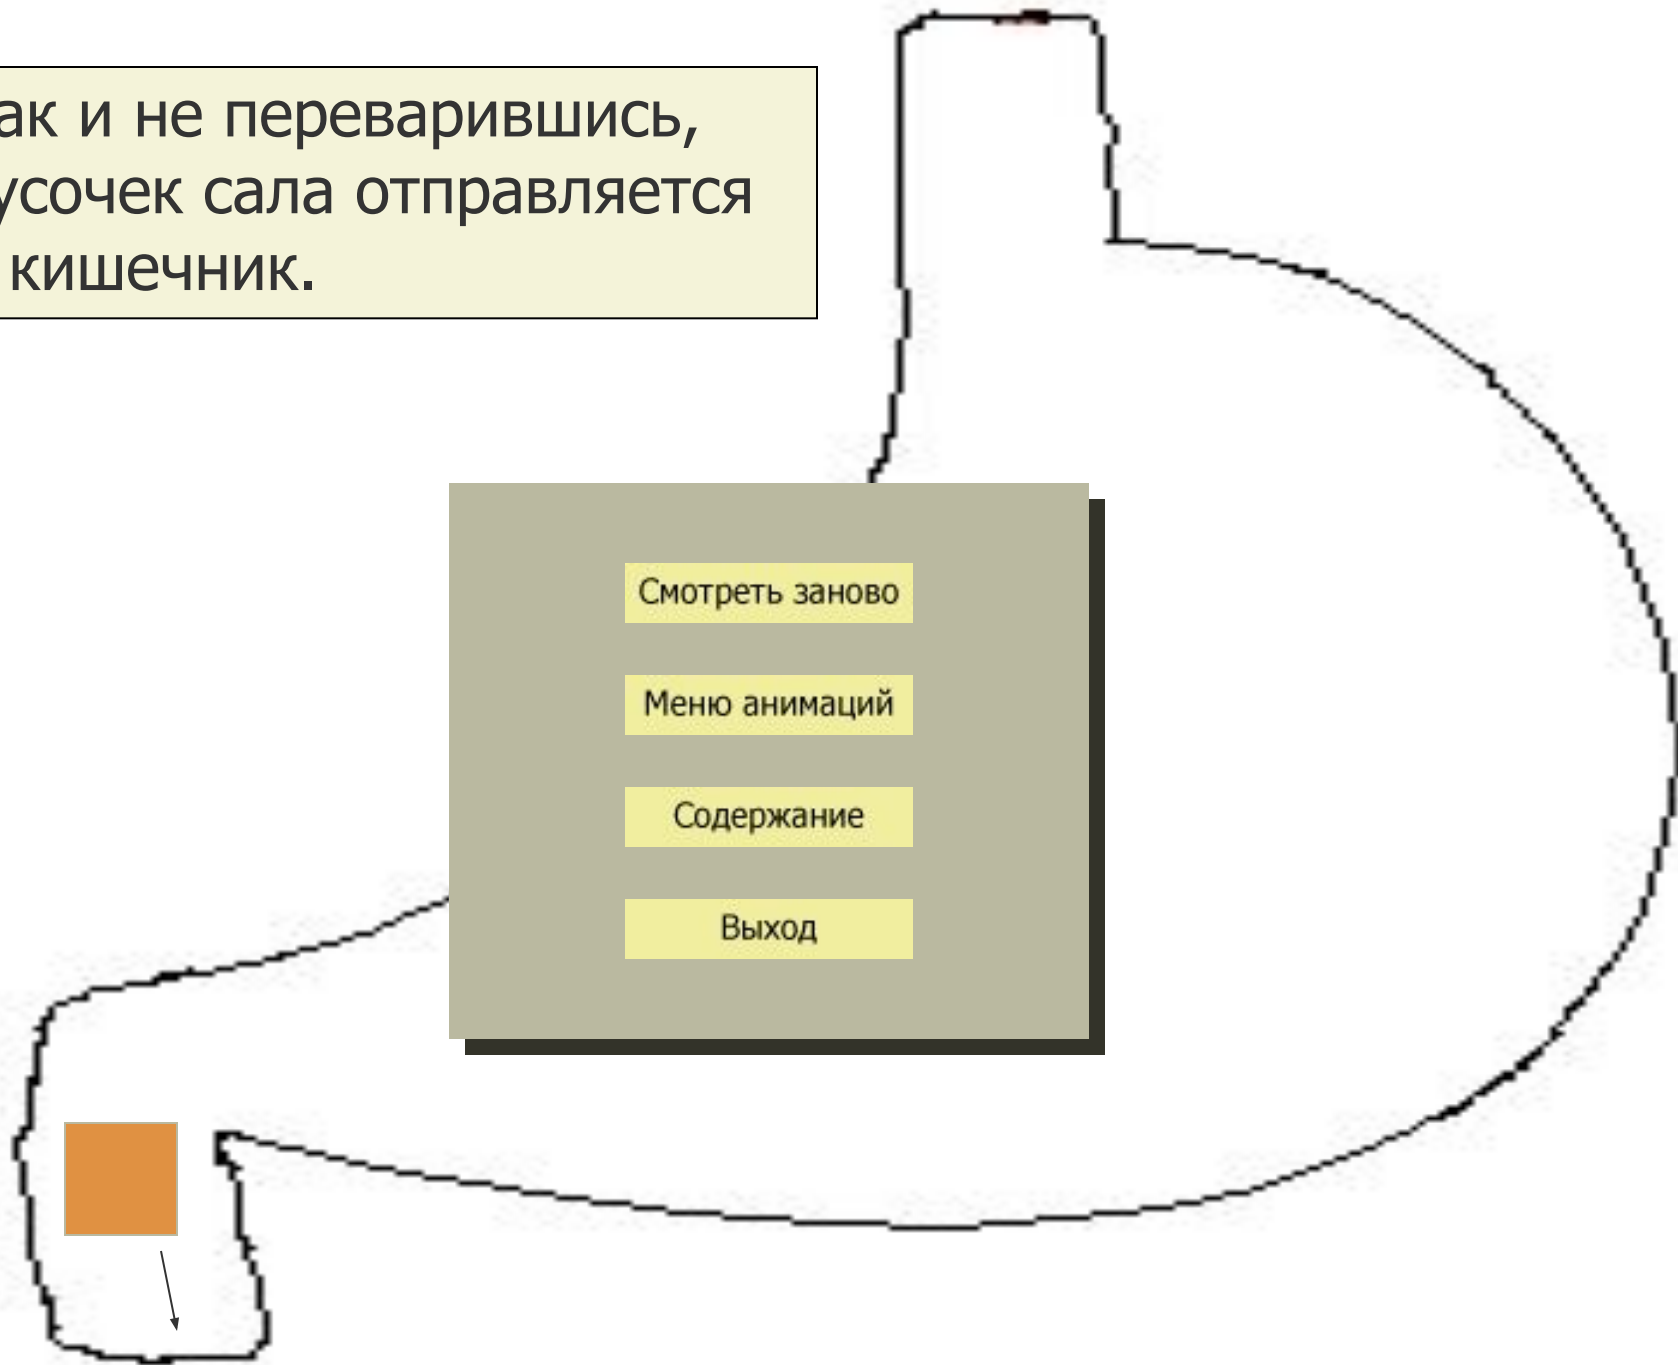 ак и не переварившись,
усочек сала отправляется
кишечник.
Смотреть заново
Меню анимаций
Содержание
Выход